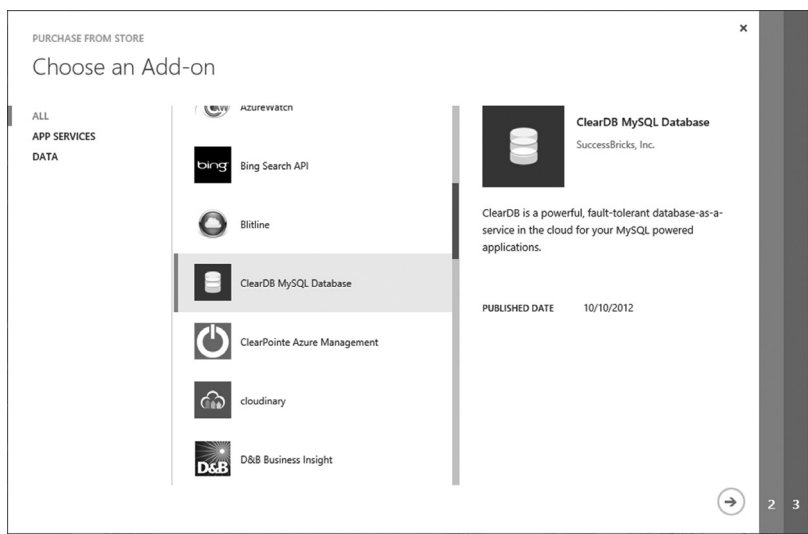 ×
PURCHASE FROM STORE
Choose an Add-on
ALL
APP SERVICES
DATA
AzureWatch
bing
Bing Search API
Blitline
ClearDB MySQL Database
ClearPointe Azure Management
cloudinary
D&B
D&B Business Insight
ClearDB MySQL Database
SuccessBricks, Inc.
ClearDB is a powerful, fault-tolerant database-as-a-
service in the cloud for your MySQL powered
applications.
PUBLISHED DATE 10/10/2012
2 3